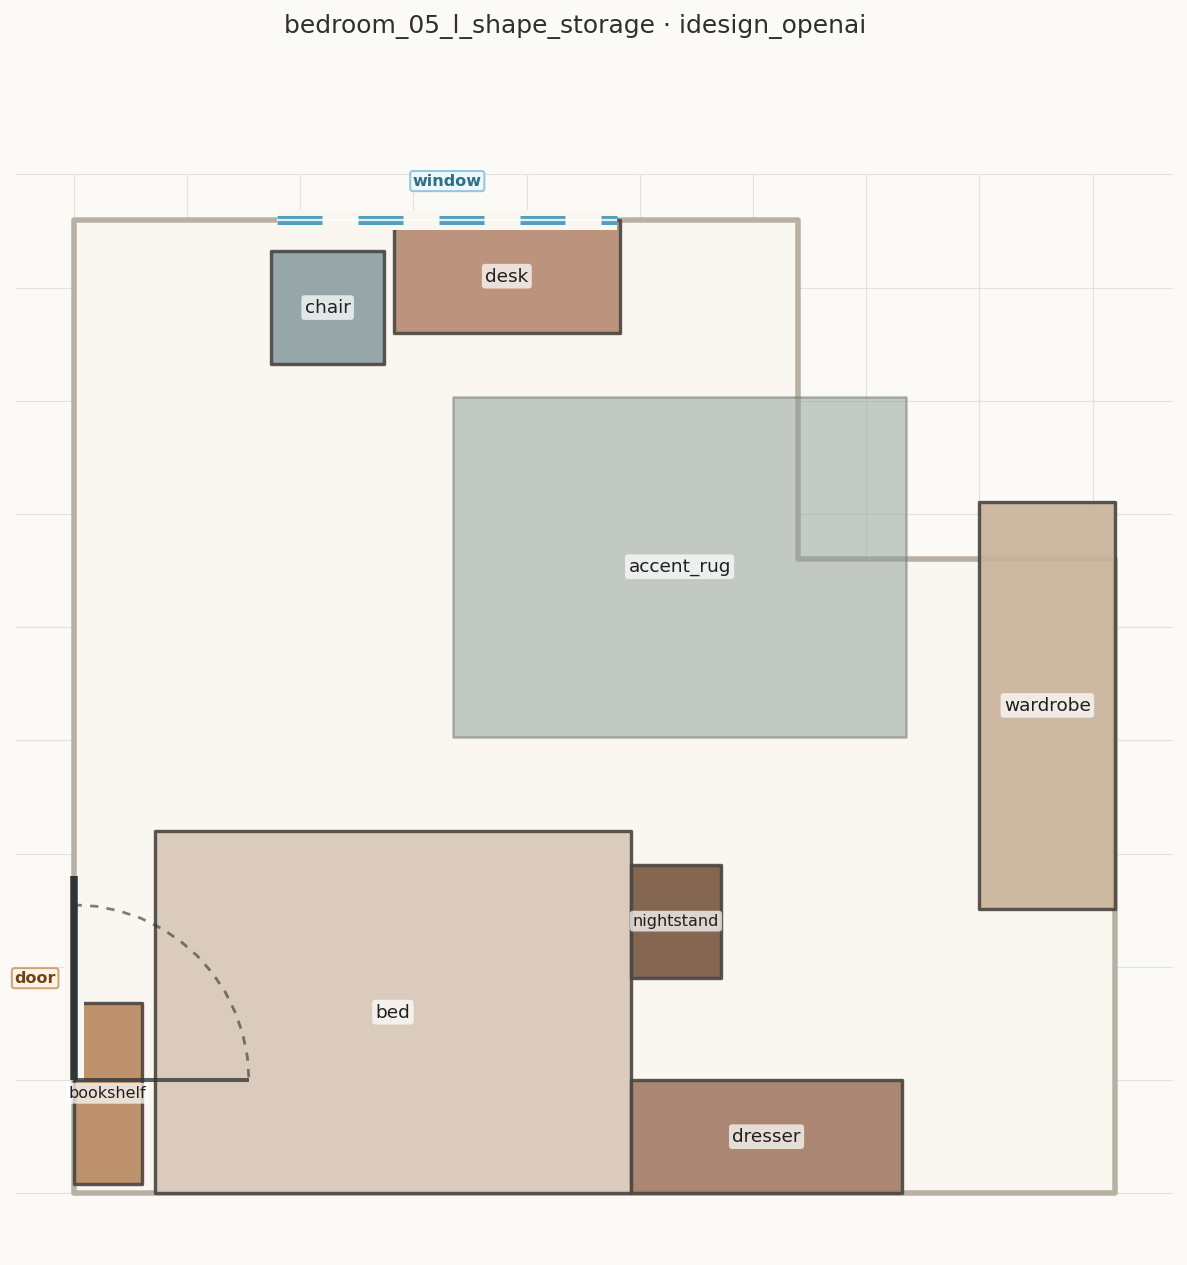 bedroom_05_l_shape_storage · idesign_openai
window
desk
chair
accent_rug
wardrobe
nightstand
door
bed
bookshelf
dresser